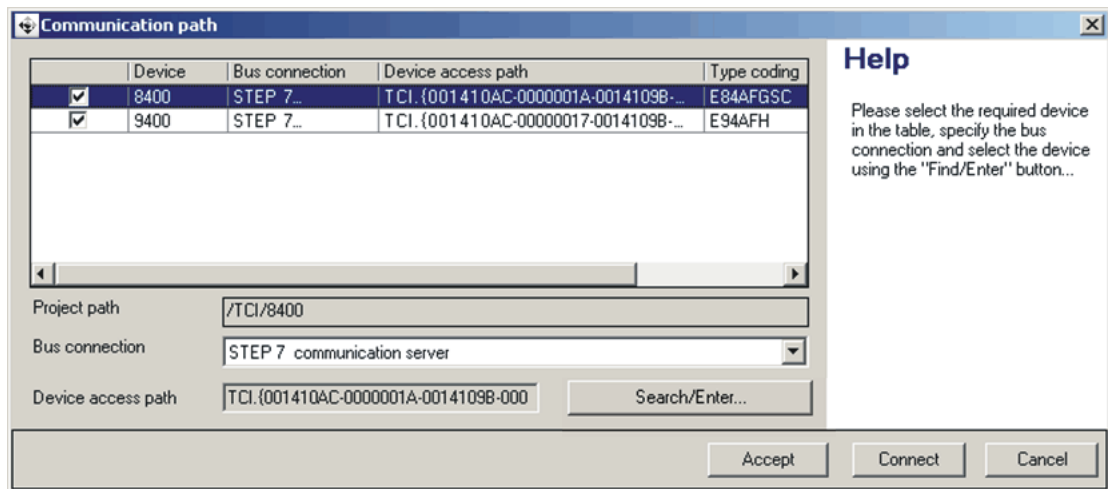 Communication path
Device Bus connection Device access path Type coding
8400 STEP 7... TCI.{001410AC-0000001A-0014109B-... E84AFGSC
9400 STEP 7... TCI.{001410AC-00000017-0014109B-... E94AFH
Project path /TCI/8400
Bus connection STEP 7 communication server
Device access path TCI.{001410AC-0000001A-0014109B-000 Search/Enter...
Help
Please select the required device
in the table, specify the bus
connection and select the device
using the "Find/Enter" button...
Accept Connect Cancel